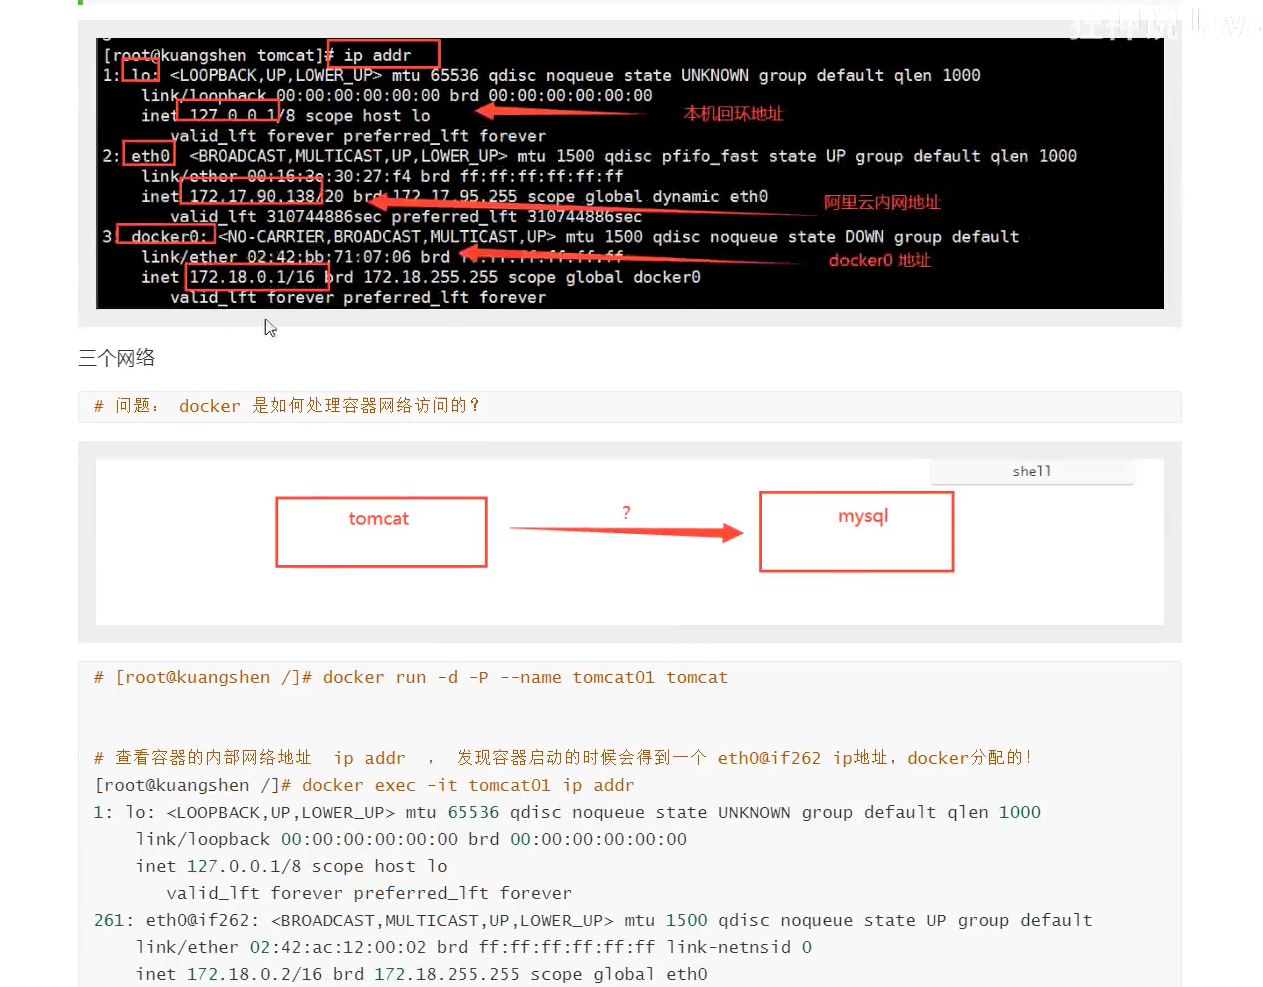 狂神说Java
[root@kuangshen tomcat]# ip addr
1: lo: <LOOPBACK,UP,LOWER_UP> mtu 65536 qdisc noqueue state UNKNOWN group default qlen 1000
link/loopback 00:00:00:00:00:00 brd 00:00:00:00:00:00
inet 127.0.0.1/8 scope host lo
本机回环地址
valid_lft forever preferred_lft forever
2: eth0 <BROADCAST,MULTICAST,UP,LOWER_UP> mtu 1500 qdisc pfifo_fast state UP group default qlen 1000
link/ether 00:16:3e:30:27:f4 brd ff:ff:ff:ff:ff:ff
inet 172.17.90.138/20 brd 172.17.95.255 scope global dynamic eth0
阿里云内网地址
valid_lft 310744886sec preferred_lft 310744886sec
3: docker0: <NO-CARRIER,BROADCAST,MULTICAST,UP> mtu 1500 qdisc noqueue state DOWN group default
link/ether 02:42:bb:71:07:06 brd ff:ff:ff:ff:ff:ff
docker0 地址
inet 172.18.0.1/16 brd 172.18.255.255 scope global docker0
valid_lft forever preferred_lft forever
三个网络
# 问题： docker 是如何处理容器网络访问的？
shell
tomcat
?
mysql
# [root@kuangshen /]# docker run -d -P --name tomcat01 tomcat
# 查看容器的内部网络地址 ip addr ， 发现容器启动的时候会得到一个 eth0@if262 ip地址，docker分配的！
[root@kuangshen /]# docker exec -it tomcat01 ip addr
1: lo: <LOOPBACK,UP,LOWER_UP> mtu 65536 qdisc noqueue state UNKNOWN group default qlen 1000
link/loopback 00:00:00:00:00:00 brd 00:00:00:00:00:00
inet 127.0.0.1/8 scope host lo
valid_lft forever preferred_lft forever
261: eth0@if262: <BROADCAST,MULTICAST,UP,LOWER_UP> mtu 1500 qdisc noqueue state UP group default
link/ether 02:42:ac:12:00:02 brd ff:ff:ff:ff:ff:ff link-netnsid 0
inet 172.18.0.2/16 brd 172.18.255.255 scope global eth0